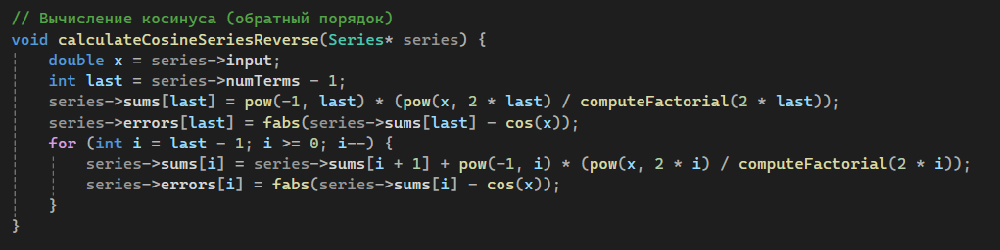 // Вычисление косинуса (обратный порядок)
void calculateCosineSeriesReverse(Series* series) {
    double x = series->input;
    int last = series->numTerms - 1;
    series->sums[last] = pow(-1, last) * (pow(x, 2 * last) / computeFactorial(2 * last));
    series->errors[last] = fabs(series->sums[last] - cos(x));
    for (int i = last - 1; i >= 0; i--) {
        series->sums[i] = series->sums[i + 1] + pow(-1, i) * (pow(x, 2 * i) / computeFactorial(2 * i));
        series->errors[i] = fabs(series->sums[i] - cos(x));
    }
}